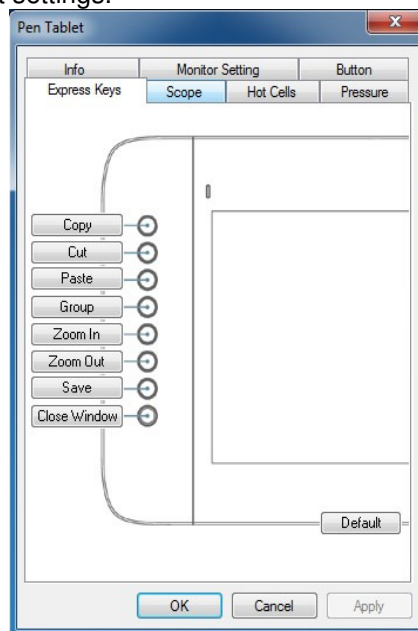 t settings.
Pen Tablet
Info Monitor Setting Button
Express Keys Scope Hot Cells Pressure
Copy
Cut
Paste
Group
Zoom In
Zoom Out
Save
Close Window
Default
OK Cancel Apply